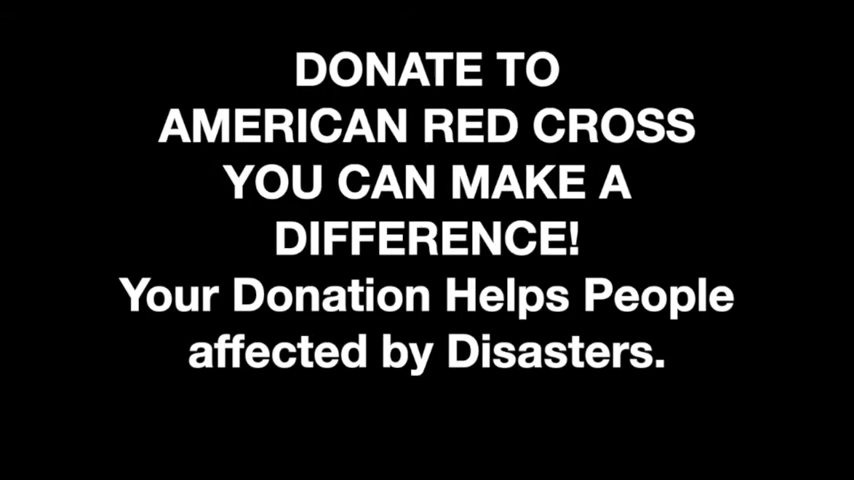 DONATE TO
AMERICAN RED CROSS
YOU CAN MAKE A
DIFFERENCE!
Your Donation Helps People
affected by Disasters.